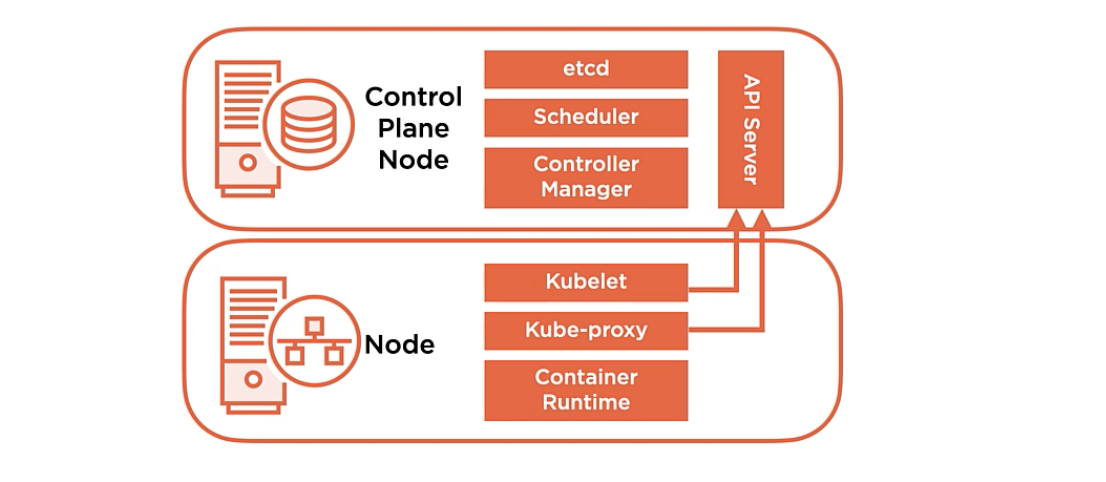 Control
Plane
Node
etcd
Scheduler
Controller
Manager
API Server
Node
Kubelet
Kube-proxy
Container
Runtime